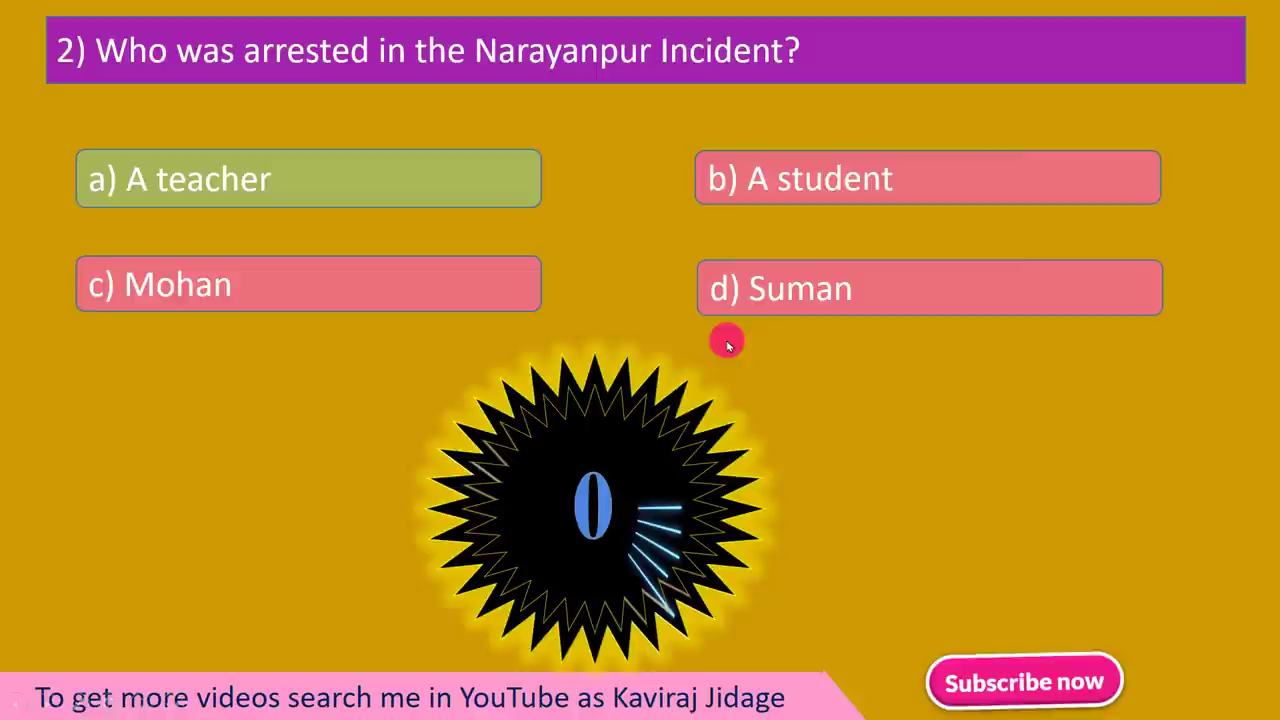 2) Who was arrested in the Narayanpur Incident?
a) A teacher
b) A student
c) Mohan
d) Suman
0
To get more videos search me in YouTube as Kaviraj Jidage
Subscribe now